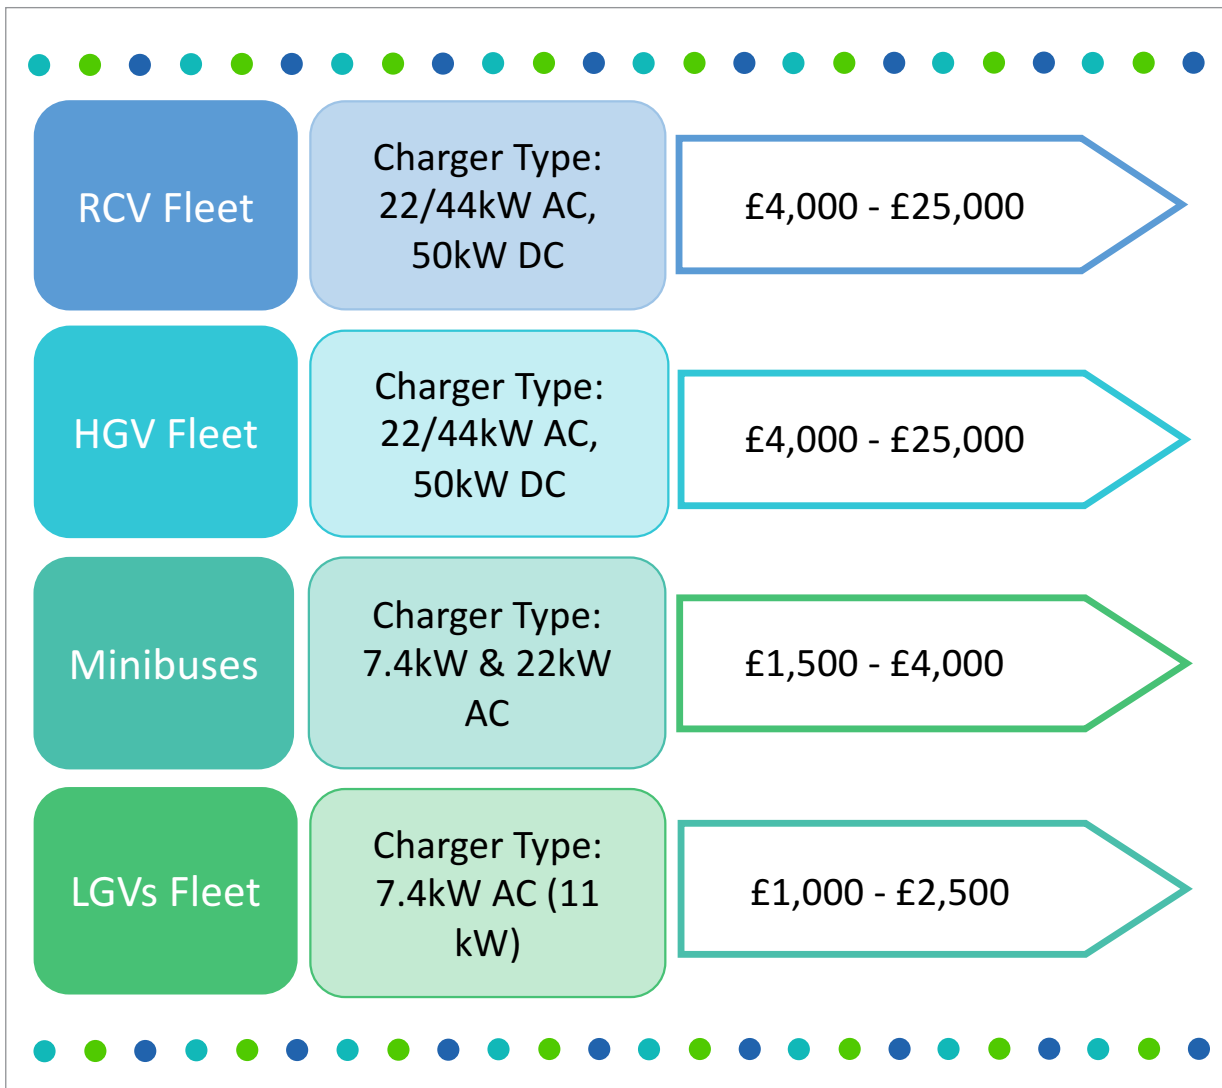 RCV Fleet
Charger Type:
22/44kW AC,
50kW DC
£4,000 - £25,000
HGV Fleet
Charger Type:
22/44kW AC,
50kW DC
£4,000 - £25,000
Minibuses
Charger Type:
7.4kW & 22kW
AC
£1,500 - £4,000
LGVs Fleet
Charger Type:
7.4kW AC (11
kW)
£1,000 - £2,500